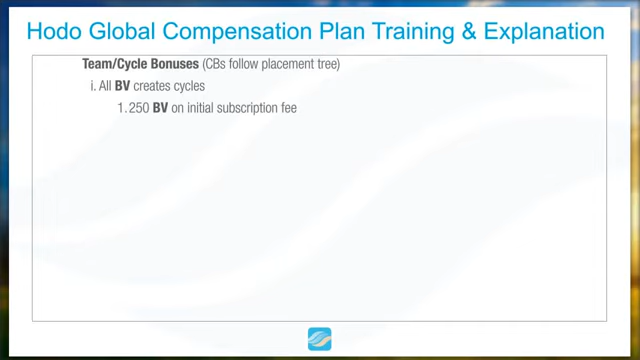 Hodo Global Compensation Plan Training & Explanation
Team/Cycle Bonuses (CBs follow placement tree)
i. All BV creates cycles
1. 250 BV on initial subscription fee